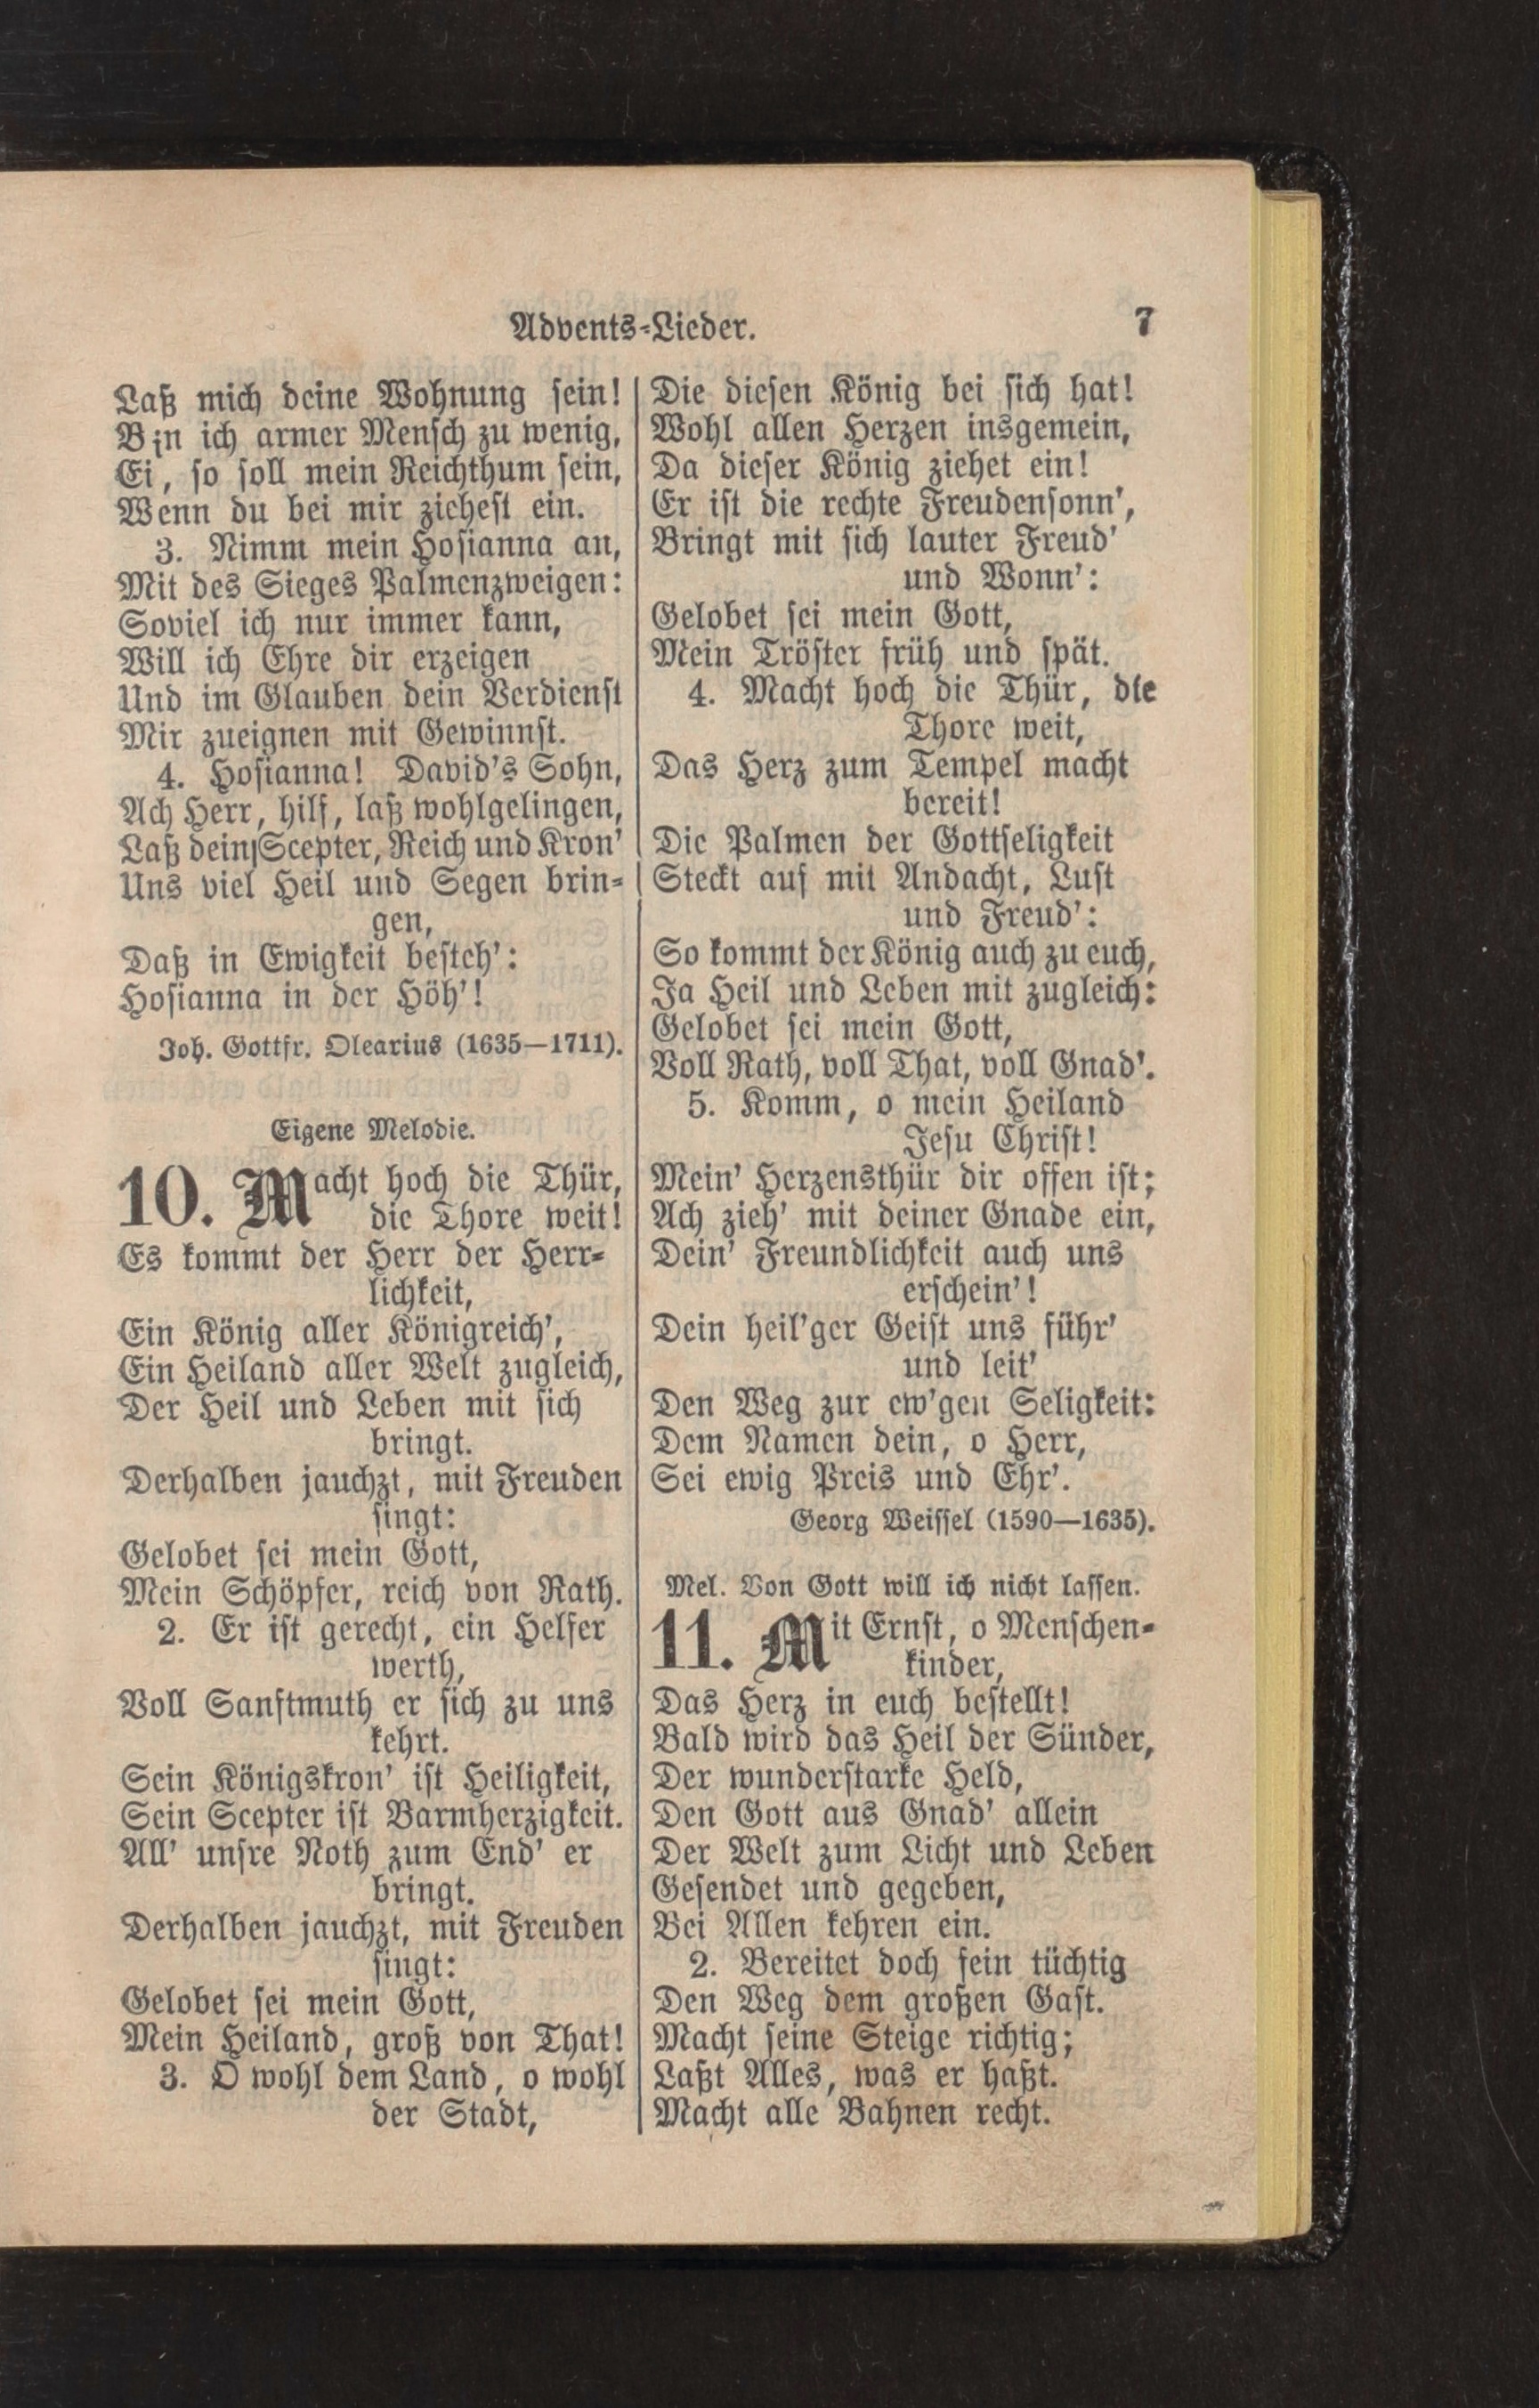 Advents-Lieder.
7
Laß mich deine Wohnung sein!
Bin ich armer Mensch zu wenig,
Ei, so soll mein Reichthum sein,
Wenn du bei mir ziehest ein.
3. Nimm mein Hosianna an,
Mit des Sieges Palmenzweigen:
Soviel ich nur immer kann,
Will ich Ehre dir erzeigen
Und im Glauben dein Verdienst
Mir zueignen mit Gewinnst.
4. Hosianna! David's Sohn,
Ach Herr, hilf, laß wohlgelingen,
Laß dein Scepter, Reich und Kron'
Uns viel Heil und Segen brin-
gen,
Daß in Ewigkeit besteh':
Hosianna in der Höh'!
Joh. Gottfr. Olearius (1635—1711).
Eigene Melodie.
10. Macht hoch die Thür,
die Thore weit!
Es kommt der Herr der Herr-
lichkeit,
Ein König aller Königreich',
Ein Heiland aller Welt zugleich,
Der Heil und Leben mit sich
bringt.
Derhalben jauchzt, mit Freuden
singt:
Gelobet sei mein Gott,
Mein Schöpfer, reich von Rath.
2. Er ist gerecht, ein Helfer
werth,
Voll Sanftmuth er sich zu uns
kehrt.
Sein Königskron' ist Heiligkeit,
Sein Scepter ist Barmherzigkeit.
All' unsre Noth zum End' er
bringt.
Derhalben jauchzt, mit Freuden
singt:
Gelobet sei mein Gott,
Mein Heiland, groß von That!
3. O wohl dem Land, o wohl
der Stadt,
Die diesen König bei sich hat!
Wohl allen Herzen insgemein,
Da dieser König ziehet ein!
Er ist die rechte Freudensonn',
Bringt mit sich lauter Freud'
und Wonn':
Gelobet sei mein Gott,
Mein Tröster früh und spät.
4. Macht hoch die Thür, die
Thore weit,
Das Herz zum Tempel macht
bereit!
Die Palmen der Gottseligkeit
Steckt auf mit Andacht, Lust
und Freud':
So kommt der König auch zu euch,
Ja Heil und Leben mit zugleich:
Gelobet sei mein Gott,
Voll Rath, voll That, voll Gnad'.
5. Komm, o mein Heiland
Jesu Christ!
Mein' Herzensthür dir offen ist;
Ach zieh' mit deiner Gnade ein,
Dein' Freundlichkeit auch uns
erschein'!
Dein heil'ger Geist uns führ'
und leit'
Den Weg zur ew'gen Seligkeit:
Dem Namen dein, o Herr,
Sei ewig Preis und Ehr'.
Georg Weissel (1590—1635).
Mel. Von Gott will ich nicht lassen.
11. Mit Ernst, o Menschen-
kinder,
Das Herz in euch bestellt!
Bald wird das Heil der Sünder,
Der wunderstarke Held,
Den Gott aus Gnad' allein
Der Welt zum Licht und Leben
Gesendet und gegeben,
Bei Allen kehren ein.
2. Bereitet doch fein tüchtig
Den Weg dem großen Gast.
Macht seine Steige richtig;
Laßt Alles, was er haßt.
Macht alle Bahnen recht.